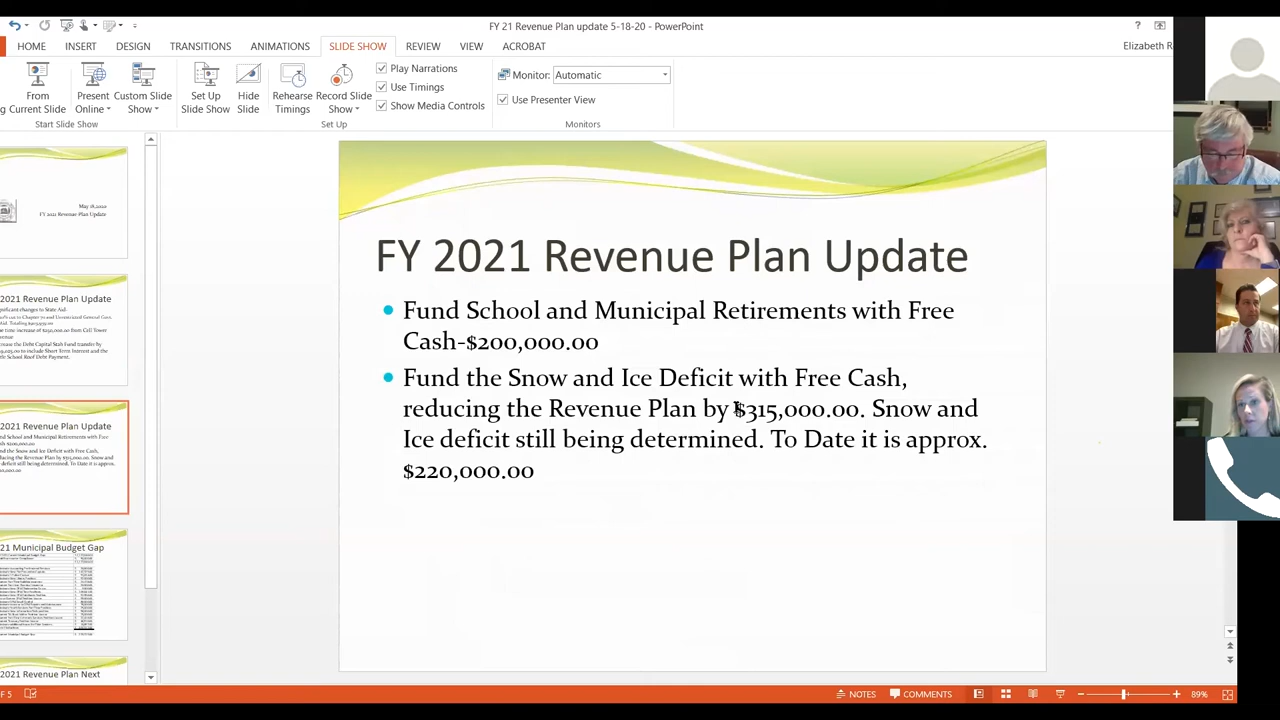 FY 21 Revenue Plan update 5-18-20 - PowerPoint
HOME INSERT DESIGN TRANSITIONS ANIMATIONS SLIDE SHOW REVIEW VIEW ACROBAT
Elizabeth R
From
Current Slide
Present
Online
Custom Slide
Show
Set Up
Slide Show
Hide
Slide
Rehearse
Timings
Record Slide
Show
Play Narrations
Use Timings
Show Media Controls
Monitor: Automatic
Use Presenter View
Start Slide Show
Set Up
Monitors
May 18, 2020
FY 2021 Revenue Plan Update
2021 Revenue Plan Update
2021 Revenue Plan Update
21 Municipal Budget Gap
2021 Revenue Plan Next
FY 2021 Revenue Plan Update
Fund School and Municipal Retirements with Free
Cash-$200,000.00
Fund the Snow and Ice Deficit with Free Cash,
reducing the Revenue Plan by $315,000.00. Snow and
Ice deficit still being determined. To Date it is approx.
$220,000.00
OF 5
NOTES
COMMENTS
89%